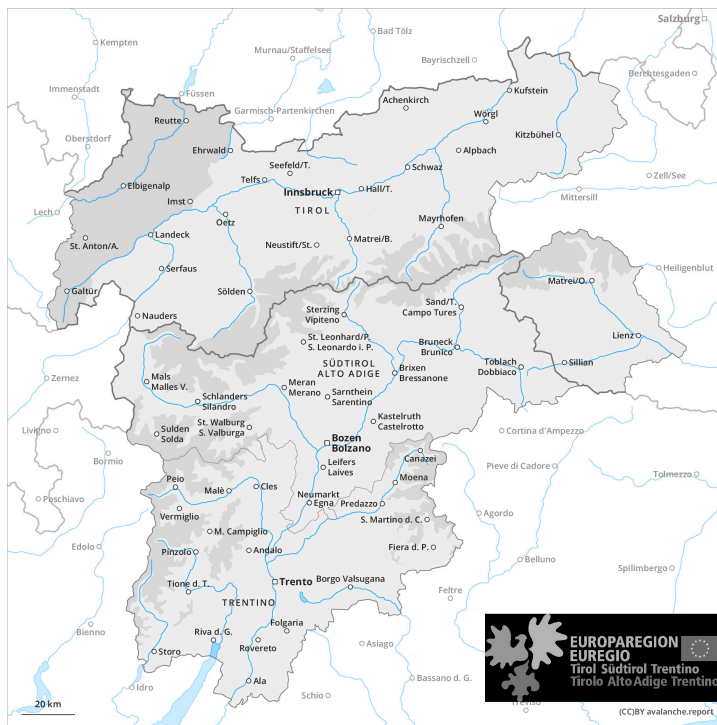 Salzburg
Kempten
Bad Tölz
Murnau/Staffelsee
Bayrischzell
Berchtesgaden
Immenstadt
Füssen
Garmisch-Partenkirchen
Achenkirch
Kufstein
Reutte
Wörgl
Oberstdorf
Ehrwald
Kitzbühel
Alpbach
Seefeld/T.
Schwaz
Zell/See
Elbigenalp
Telfs
Innsbruck
Hall/T.
Mittersill
Imst
TIROL
Lech
Oetz
Mayrhofen
St. Anton/A.
Landeck
Neustift/St.
Matrei/B.
Serfaus
Heiligenblut
Galtür
Sölden
Matrei/O.
Nauders
Sterzing
Vipiteno
Sand/T.
Campo Tures
St. Leonhard/P.
S. Leonardo i. P.
Bruneck
Brunico
Lienz
SÜDTIROL
ALTO ADIGE
Toblach
Dobbiaco
Sillian
Zernez
Mals
Malles V.
Meran
Merano
Brixen
Bressanone
Schlanders
Silandro
Sarnthein
Sarentino
St. Walburg
S. Valburga
Kastelruth
Castelrotto
Livigno
Sulden
Solda
Cortina d'Ampezzo
Bozen
Bolzano
Bormio
Canazei
Leifers
Laives
Pieve di Cadore
Tolmezzo
Peio
Malè
Cles
Moena
Poschiavo
Neumarkt
Egna
Predazzo
Vermiglio
Agordo
M. Campiglio
S. Martino d. C.
Edolo
Pinzolo
Andalo
Fiera d. P.
Belluno
Spilimbergo
Tione d. T.
Trento
Borgo Valsugana
Feltre
TRENTINO
Bienno
Riva d. G.
Folgaria
Rovereto
Asiago
Storo
Ala
Bassano d. G.
Idro
Schio
Treviso
EUROPAREGION
EUREGIO
Tirol Südtirol Trentino
Tirolo Alto Adige Trentino
20 km
(CC)BY avalanche.report